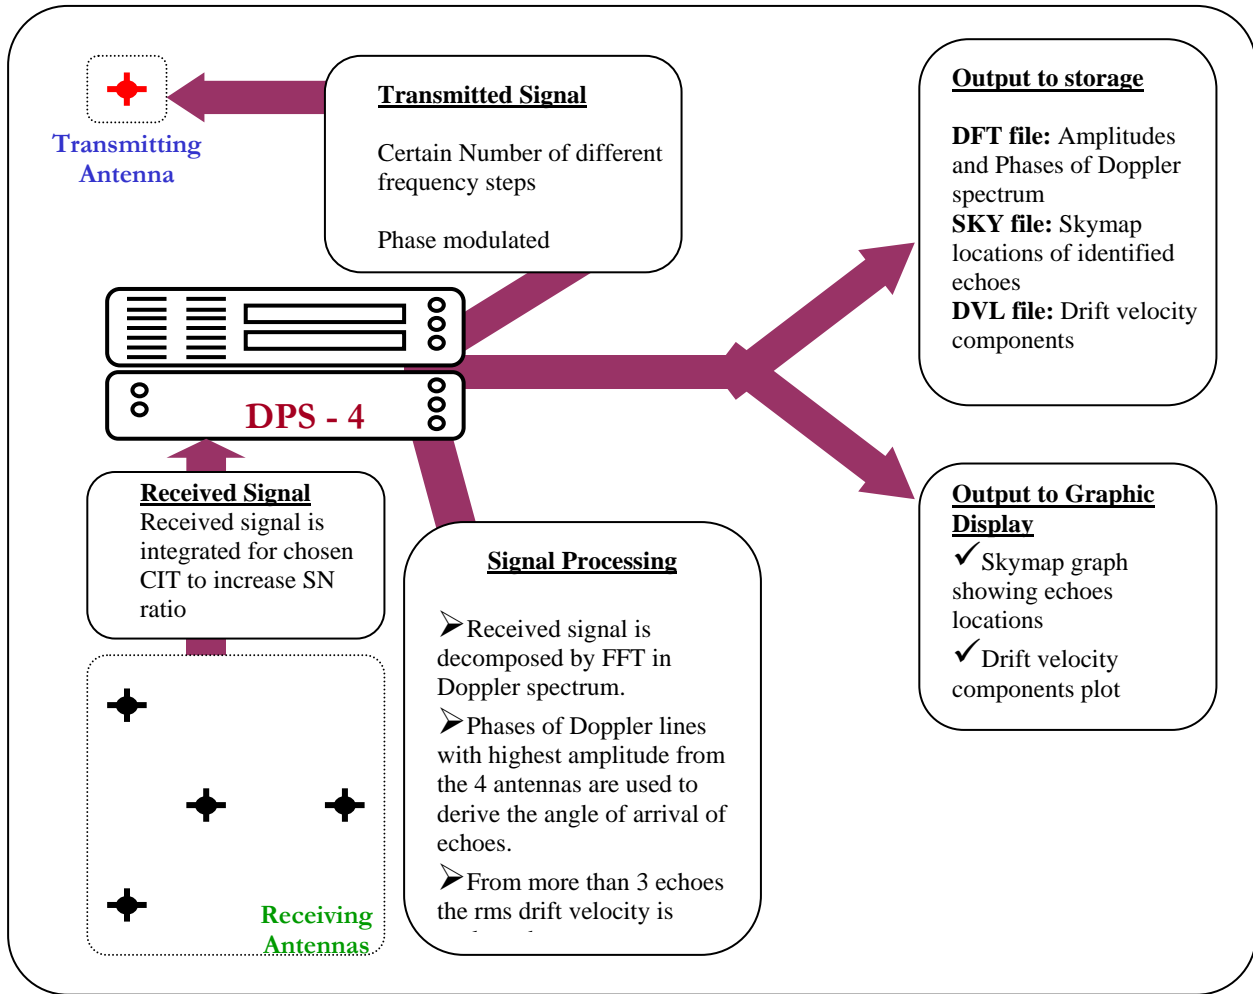 Transmitting
Antenna
Transmitted Signal
Certain Number of different
frequency steps
Phase modulated
Output to storage
DFT file: Amplitudes
and Phases of Doppler
spectrum
SKY file: Skymap
locations of identified
echoes
DVL file: Drift velocity
components
DPS - 4
Received Signal
Received signal is
integrated for chosen
CIT to increase SN
ratio
Signal Processing
➢Received signal is
decomposed by FFT in
Doppler spectrum.
➢Phases of Doppler lines
with highest amplitude from
the 4 antennas are used to
derive the angle of arrival of
echoes.
➢From more than 3 echoes
the rms drift velocity is
Output to Graphic
Display
✓Skymap graph
showing echoes
locations
✓Drift velocity
components plot
Receiving
Antennas